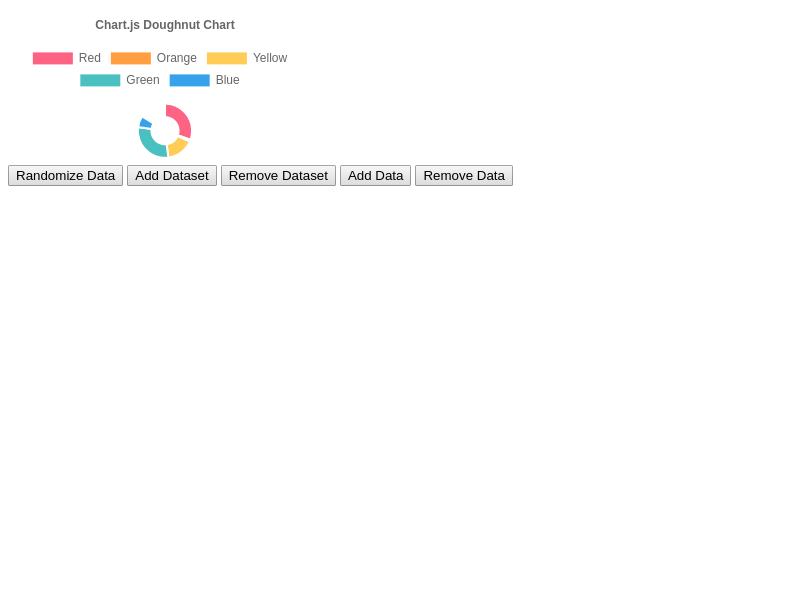 Chart.js Doughnut Chart
Red Orange Yellow
Green Blue
Randomize Data Add Dataset Remove Dataset Add Data Remove Data